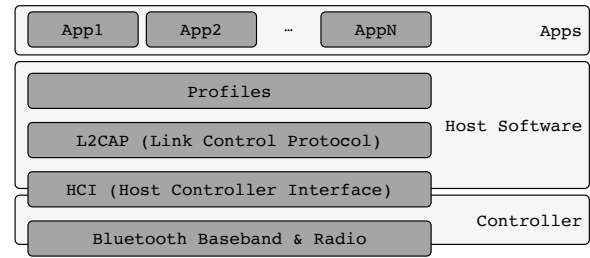 App1 App2 … AppN Apps
Profiles
Host Software
L2CAP (Link Control Protocol)
HCI (Host Controller Interface)
Controller
Bluetooth Baseband & Radio